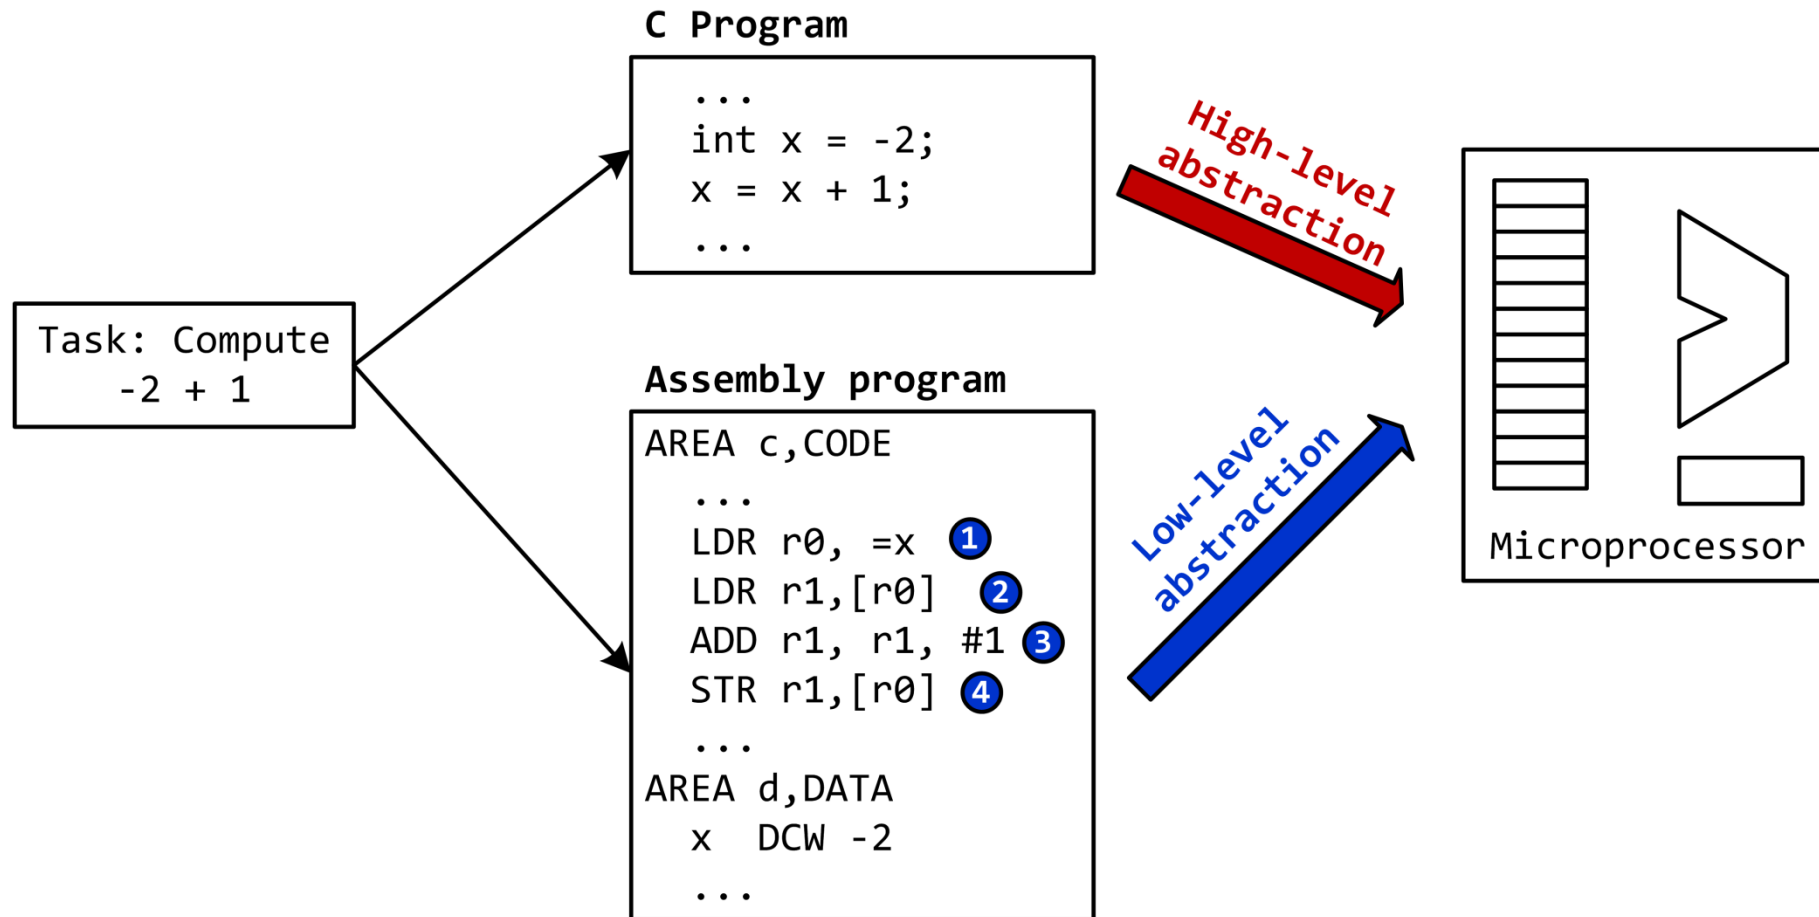 C Program
...
int x = -2;
x = x + 1;
...
High-level
abstraction
Task: Compute
-2 + 1
Assembly program
AREA c,CODE
...
LDR r0, =x 1
LDR r1,[r0] 2
ADD r1, r1, #1 3
STR r1,[r0] 4
...
AREA d,DATA
x DCW -2
...
Low-level
abstraction
Microprocessor